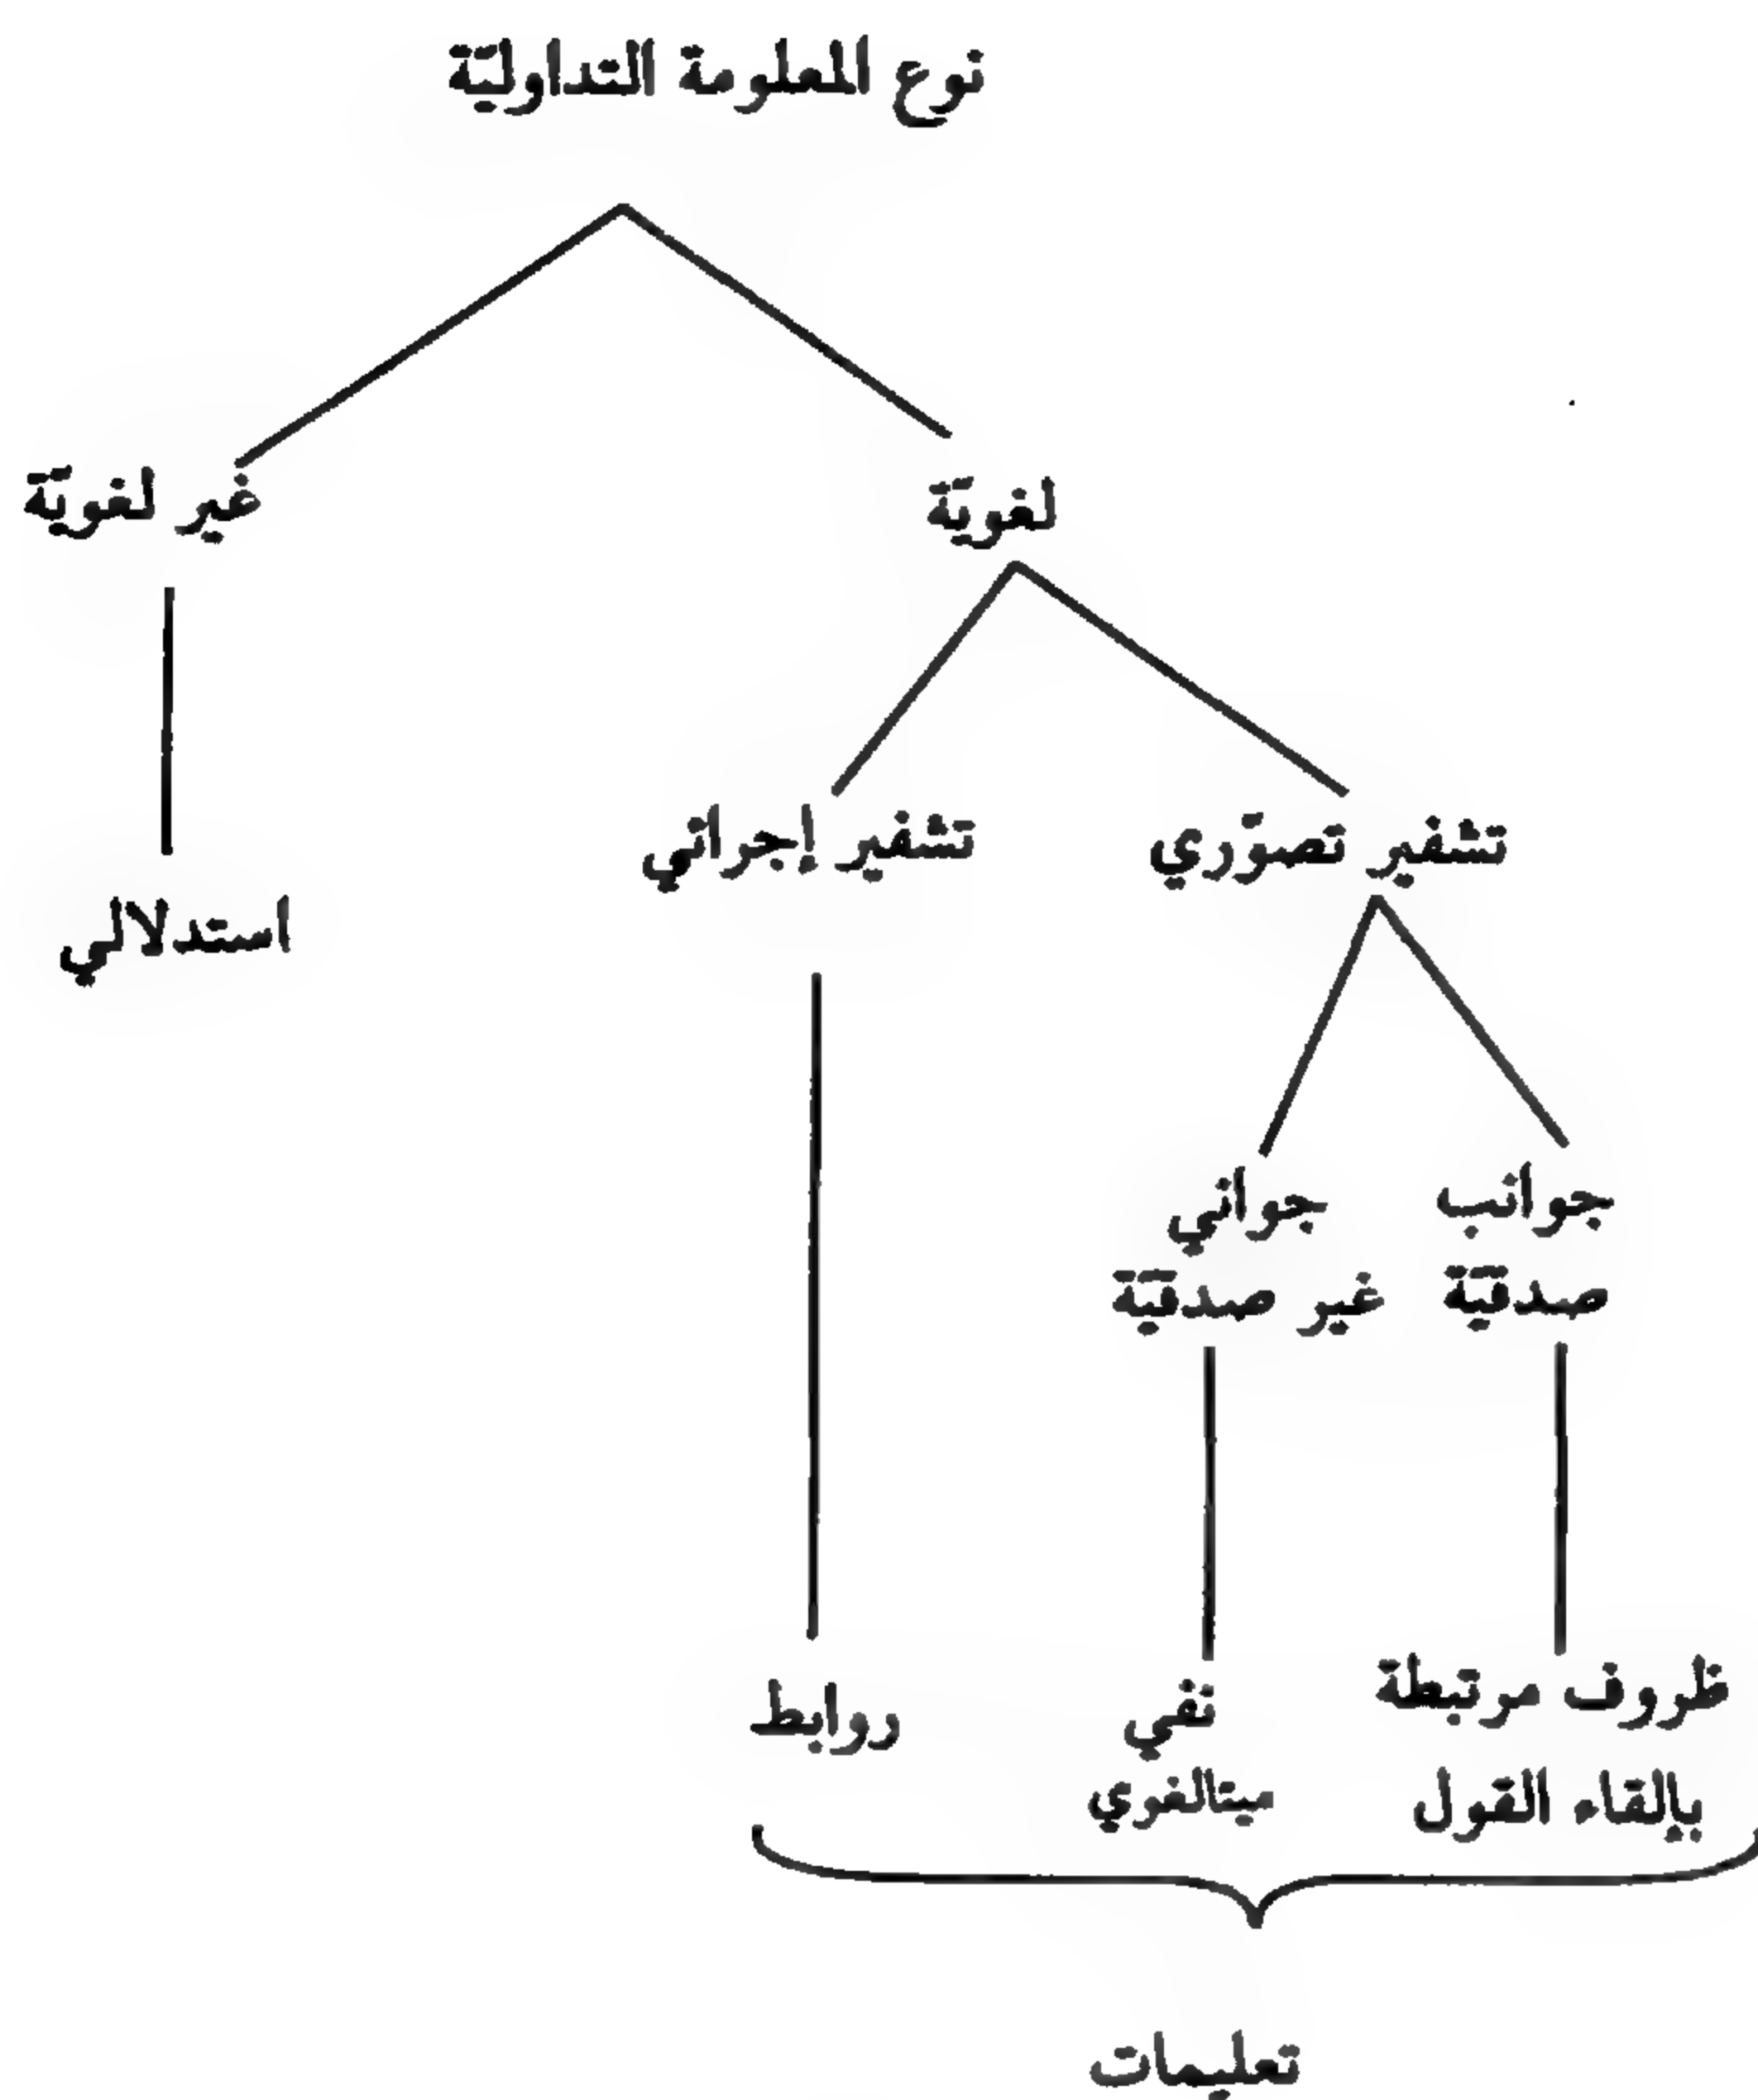 نوع المعلومة التداوليّة
لغويّة
غير لغويّة
تشفير تصوّري
تشفير إجرائي
استدلالي
جوانب
صدقيّة
جواني
غير صدقيّة
ظروف مرتبطة
بإلقاء القول
نفي
ميتالغوي
روابط
تعليمات